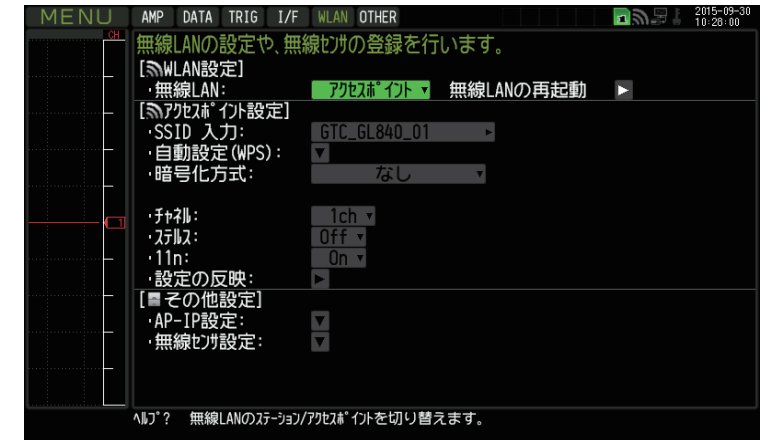 MENU AMP DATA TRIG I/F WLAN OTHER 2015-09-30
10:28:00
CH
無線LANの設定や、無線ｾﾝｻの登録を行います。
[WLAN設定]
・無線LAN: ｱｸｾｽﾎﾟｲﾝﾄ ▼ 無線LANの再起動 ▶
[ｱｸｾｽﾎﾟｲﾝﾄ設定]
・SSID 入力: GTC_GL840_01 ▶
・自動設定(WPS): ▼
・暗号化方式: なし ▼
・ﾁｬﾈﾙ: 1ch ▼
1
・ｽﾃﾙｽ: Off ▼
・11n: On ▼
・設定の反映: ▶
[その他設定]
・AP-IP設定: ▼
・無線ｾﾝｻ設定: ▼
ﾍﾙﾌﾟ? 無線LANのｽﾃｰｼｮﾝ/ｱｸｾｽﾎﾟｲﾝﾄを切り替えます。